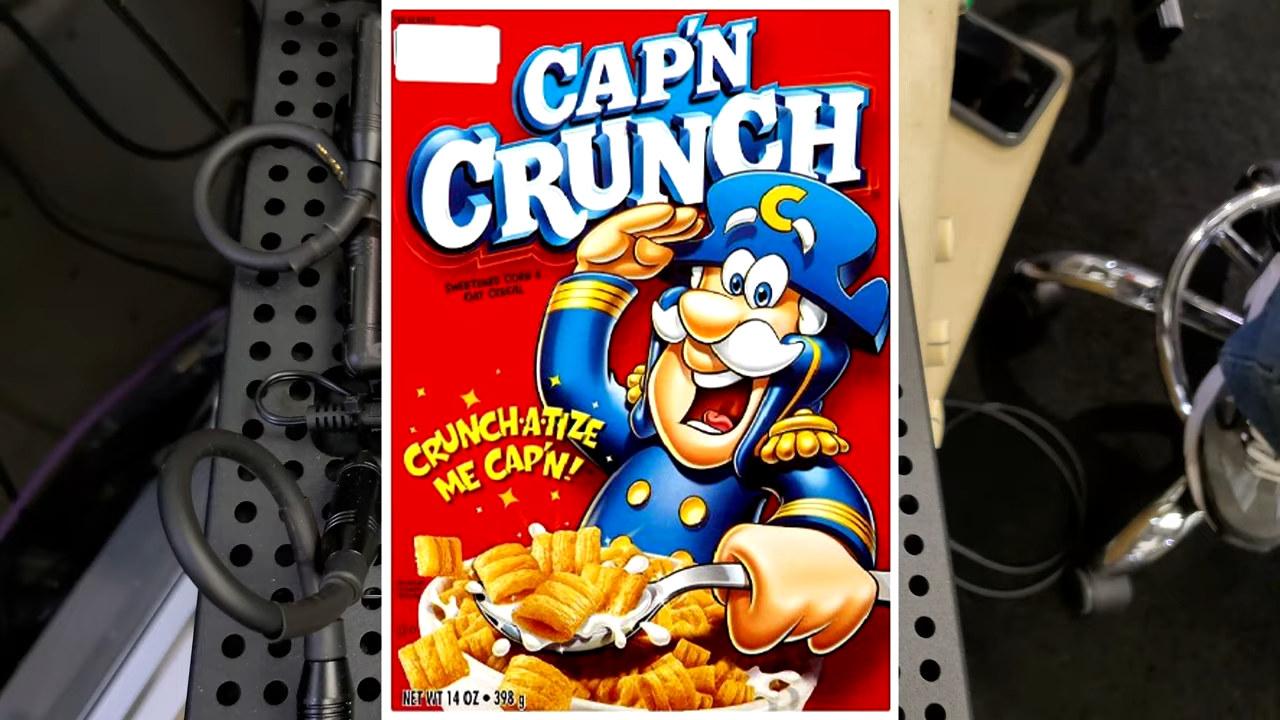 CAP'N
CRUNCH
SWEETENED CORN &
OAT CEREAL
C
CRUNCH-A-TIZE
ME CAP'N!
NET WT 14 OZ • 398 g